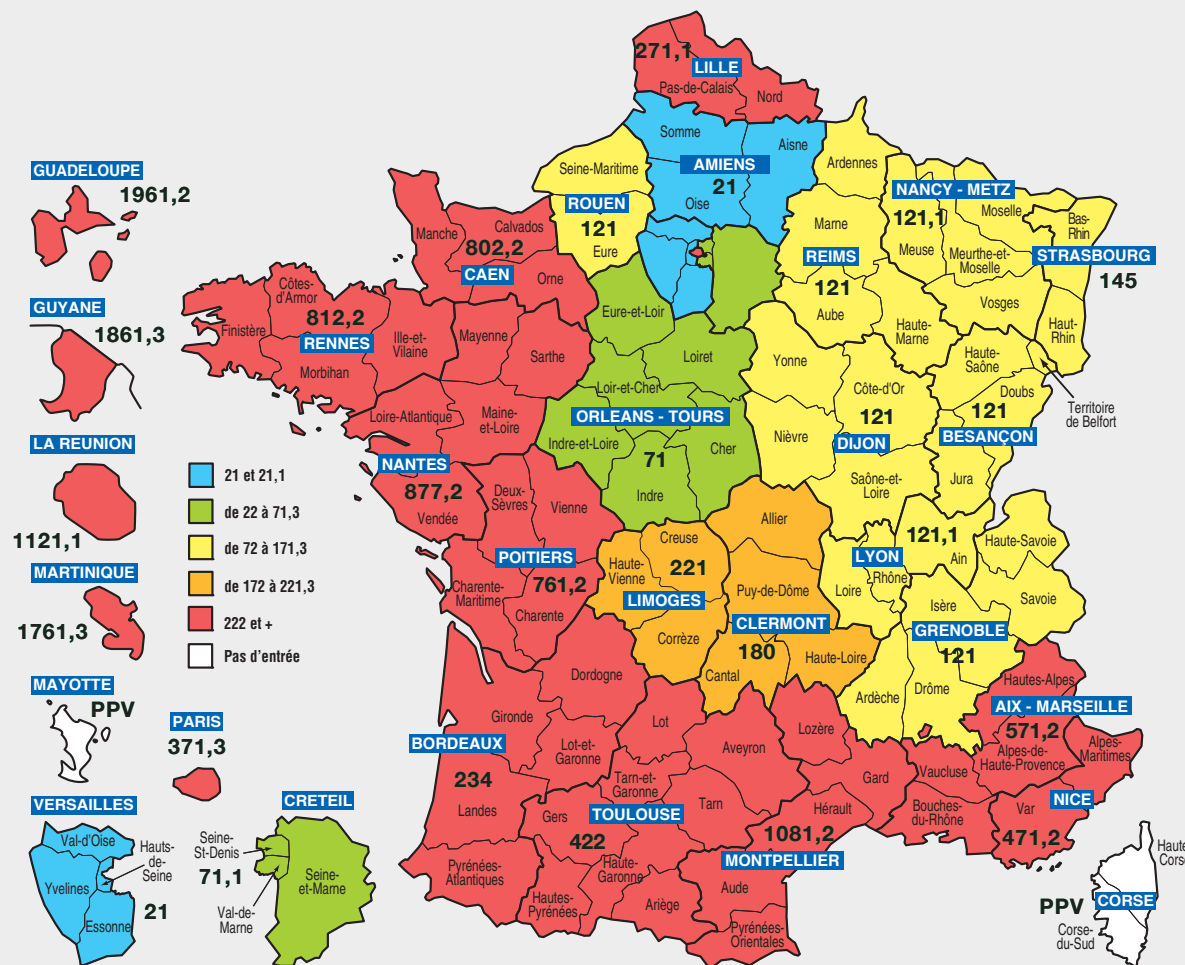 271,1
LILLE
Pas-de-Calais
Nord
Somme
Aisne
AMIENS
21
Oise
Seine-Maritime
ROUEN
121
Eure
Ardennes
Marne
REIMS
121
Aube
Haute-
Marne
NANCY - METZ
121,1
Moselle
Meuse
Meurthe-et-
Moselle
Vosges
Bas-
Rhin
STRASBOURG
145
Haut-
Rhin
GUADELOUPE
1961,2
GUYANE
1861,3
LA REUNION
1121,1
MARTINIQUE
1761,3
MAYOTTE
PPV
PARIS
371,3
VERSAILLES
Val-d'Oise
Hauts-
de-
Seine
Yvelines
Essonne
21
CRETEIL
Seine-
St-Denis
71,1
Val-de-
Marne
Seine-
et-Marne
21 et 21,1
de 22 à 71,3
de 72 à 171,3
de 172 à 221,3
222 et +
Pas d'entrée
Manche
Calvados
802,2
CAEN
Orne
Côtes-
d'Armor
812,2
Finistère
RENNES
Ille-et-
Vilaine
Morbihan
Mayenne
Sarthe
Loire-Atlantique
Maine-
et-Loire
NANTES
877,2
Vendée
Eure-et-Loir
Loiret
Loir-et-Cher
ORLEANS - TOURS
Indre-et-Loire
71
Cher
Indre
Yonne
Côte-d'Or
121
Nièvre
DIJON
Saône-et-
Loire
Haute-
Saône
Doubs
121
BESANÇON
Jura
Territoire
de Belfort
Deux-
Sèvres
Vienne
POITIERS
761,2
Charente-
Maritime
Charente
Creuse
Haute-
Vienne
221
LIMOGES
Corrèze
Allier
Puy-de-Dôme
CLERMONT
180
Cantal
Haute-Loire
121,1
LYON
Ain
Rhône
Loire
Haute-Savoie
Savoie
Isère
GRENOBLE
121
Ardèche
Drôme
Dordogne
Gironde
BORDEAUX
Lot-et-
Garonne
234
Landes
Pyrénées-
Atlantiques
Lot
Aveyron
Tarn-et-
Garonne
TOULOUSE
Tarn
Gers
422
Haute-
Garonne
Hautes-
Pyrénées
Ariège
Lozère
Gard
Hérault
1081,2
MONTPELLIER
Aude
Pyrénées-
Orientales
Hautes-Alpes
AIX - MARSEILLE
571,2
Alpes-de-
Haute-Provence
Vaucluse
Bouches-
du-Rhône
Alpes-
Maritimes
NICE
Var
471,2
Haute
Corse
PPV
CORSE
Corse-
du-Sud